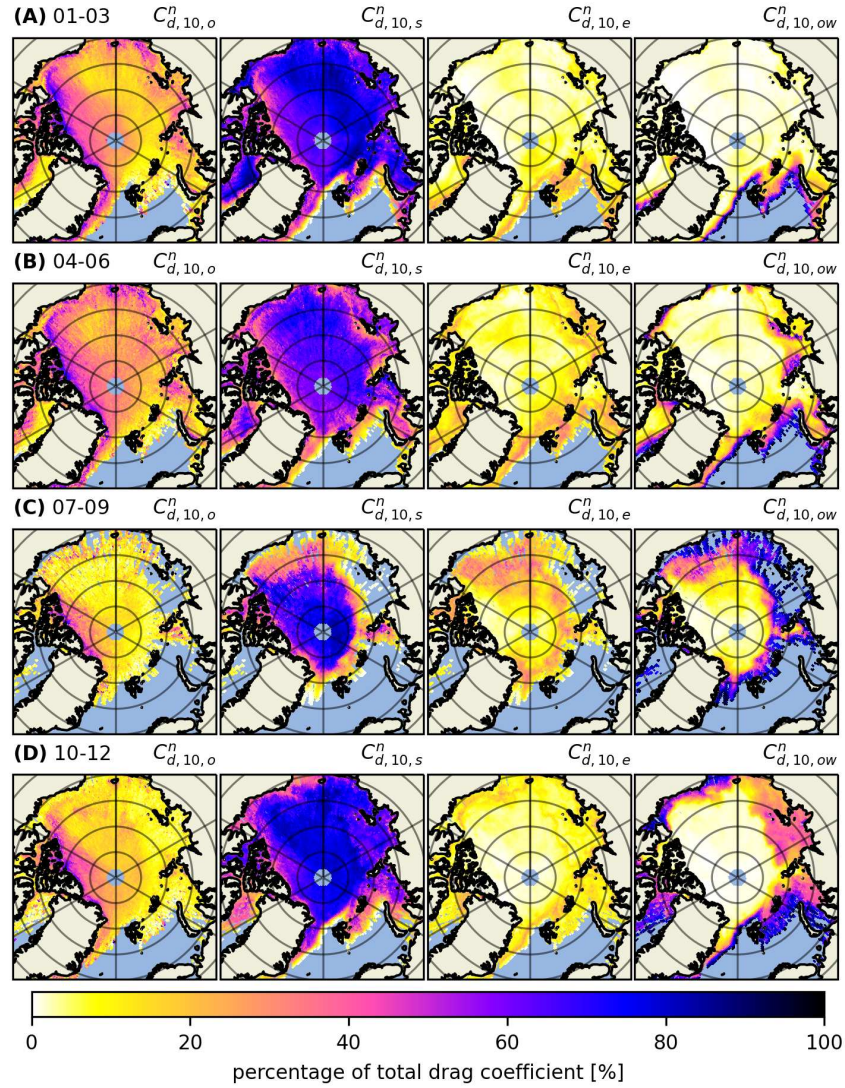 (A) 01-03 C^n_{d,10,o} C^n_{d,10,s} C^n_{d,10,e} C^n_{d,10,ow}
(B) 04-06 C^n_{d,10,o} C^n_{d,10,s} C^n_{d,10,e} C^n_{d,10,ow}
(C) 07-09 C^n_{d,10,o} C^n_{d,10,s} C^n_{d,10,e} C^n_{d,10,ow}
(D) 10-12 C^n_{d,10,o} C^n_{d,10,s} C^n_{d,10,e} C^n_{d,10,ow}
0 20 40 60 80 100
percentage of total drag coefficient [%]